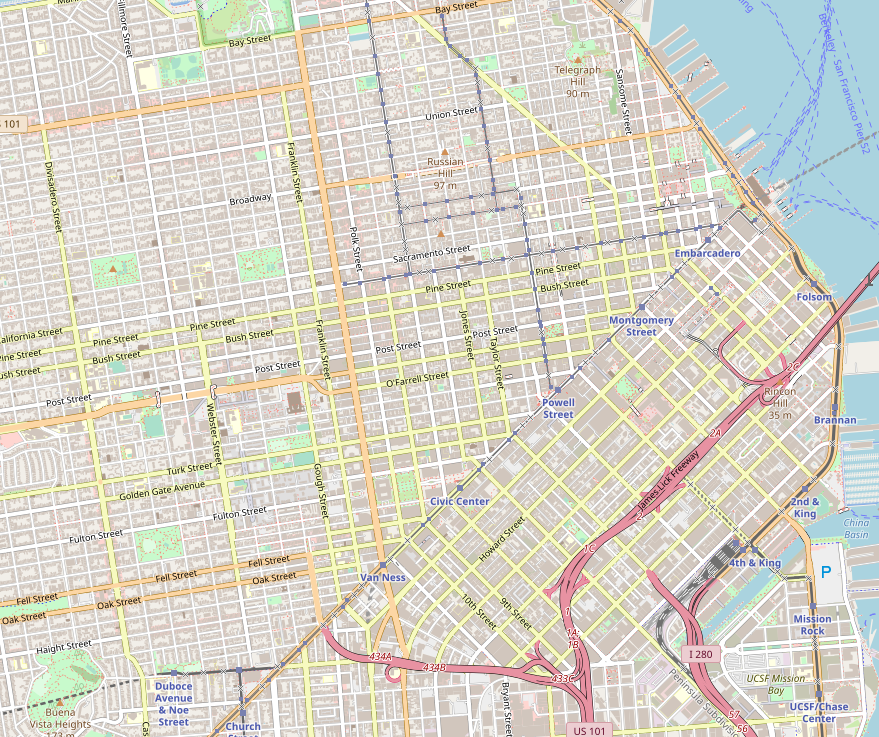 Bay Street
Fillmore Street
Bay Street
Telegraph
Hill
90 m
Sansome Street
Berkeley - San Francisco Pier 52
Union Street
101
Franklin Street
Russian
Hill
97 m
Divisadero Street
Broadway
Polk Street
Sacramento Street
Embarcadero
Pine Street
Bush Street
Pine Street
Folsom
Montgomery
Street
Pine Street
Bush Street
Jones Street
Post Street
Taylor Street
California Street
Pine Street
Bush Street
Franklin Street
Post Street
Post Street
2C
O'Farrell Street
Rincon
Hill
35 m
Powell
Street
Post Street
Webster Street
Brannan
2A
Turk Street
Golden Gate Avenue
Gough Street
James Lick Freeway
2
Civic Center
2nd &
King
Fulton Street
Fulton Street
Howard Street
China
Basin
1C
4th & King
P
Fell Street
Fell Street
Oak Street
Van Ness
Oak Street
Fell Street
Oak Street
10th Street
9th Street
1
1A;
1B
Mission
Rock
Haight Street
434A
434B
433C
I 280
UCSF Mission
Bay
Peninsula Subdivision
Duboce
Avenue
& Noe
Street
Bryant Street
Buena
Vista Heights
173 m
Church
UCSF/Chase
Center
57
56
US 101